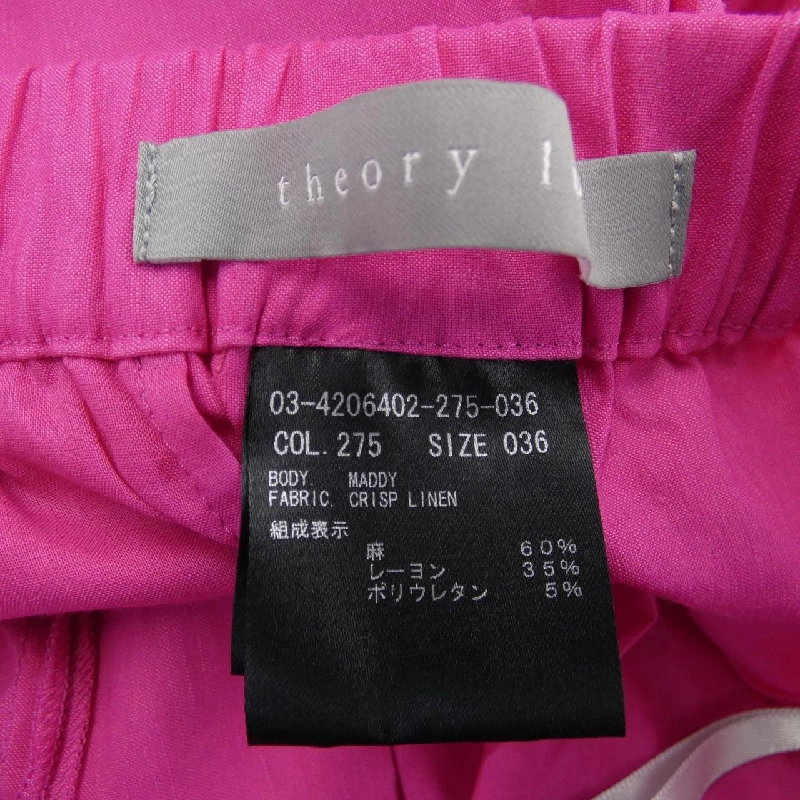 theory l
03-4206402-275-036
COL. 275 SIZE 036
BODY. MADDY
FABRIC. CRISP LINEN
組成表示
麻 60%
レーヨン 35%
ポリウレタン 5%